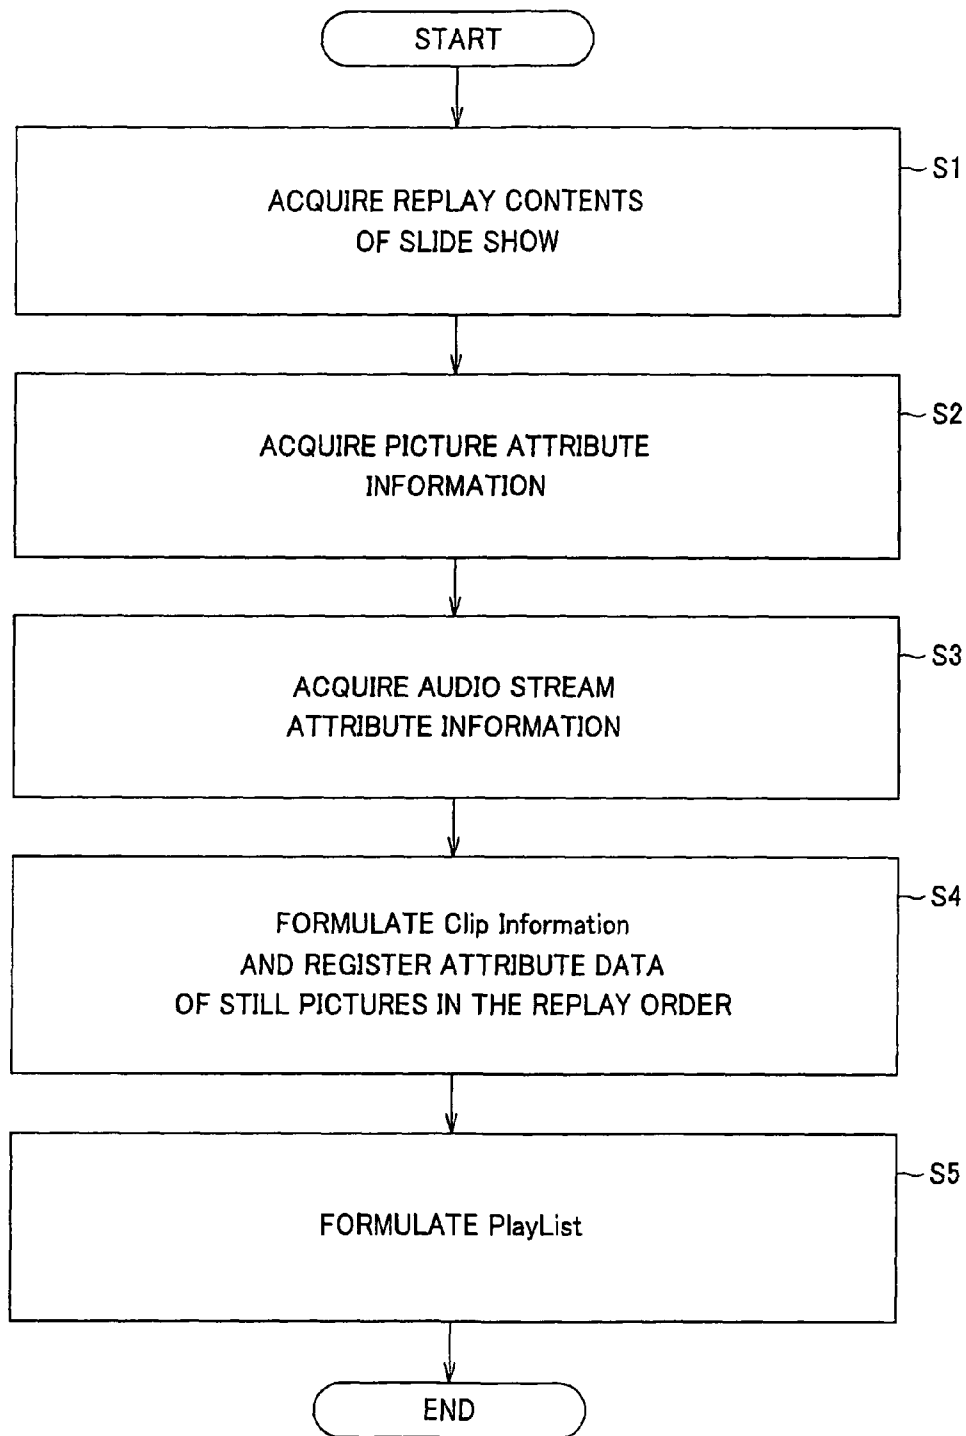 START
S1
ACQUIRE REPLAY CONTENTS
OF SLIDE SHOW
S2
ACQUIRE PICTURE ATTRIBUTE
INFORMATION
S3
ACQUIRE AUDIO STREAM
ATTRIBUTE INFORMATION
S4
FORMULATE Clip Information
AND REGISTER ATTRIBUTE DATA
OF STILL PICTURES IN THE REPLAY ORDER
S5
FORMULATE PlayList
END